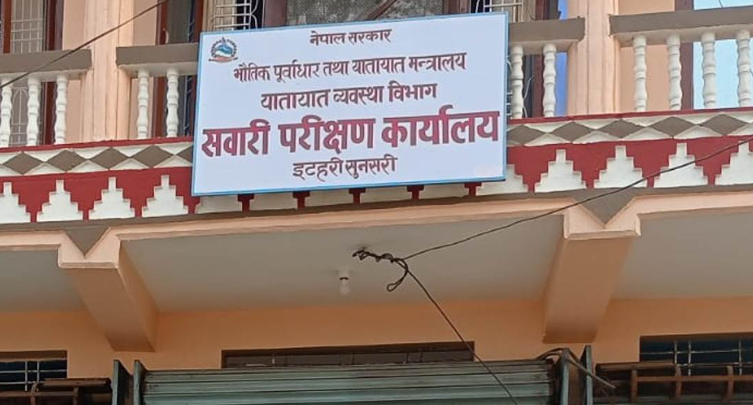 नेपाल सरकार
भौतिक पूर्वाधार तथा यातायात मन्त्रालय
यातायात व्यवस्था विभाग
सवारी परीक्षण कार्यालय
इटहरी सुनसरी